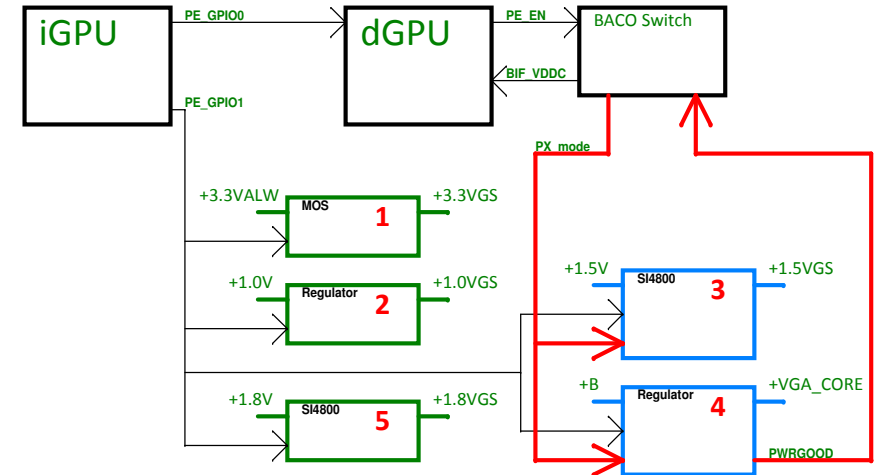 iGPU
PE_GPIO0
dGPU
PE_EN
BACO Switch
BIF_VDDC
PE_GPIO1
PX_mode
+3.3VALW
MOS
1
+3.3VGS
+1.0V
Regulator
2
+1.0VGS
+1.5V
SI4800
3
+1.5VGS
+1.8V
SI4800
5
+1.8VGS
+B
Regulator
4
+VGA_CORE
PWRGOOD